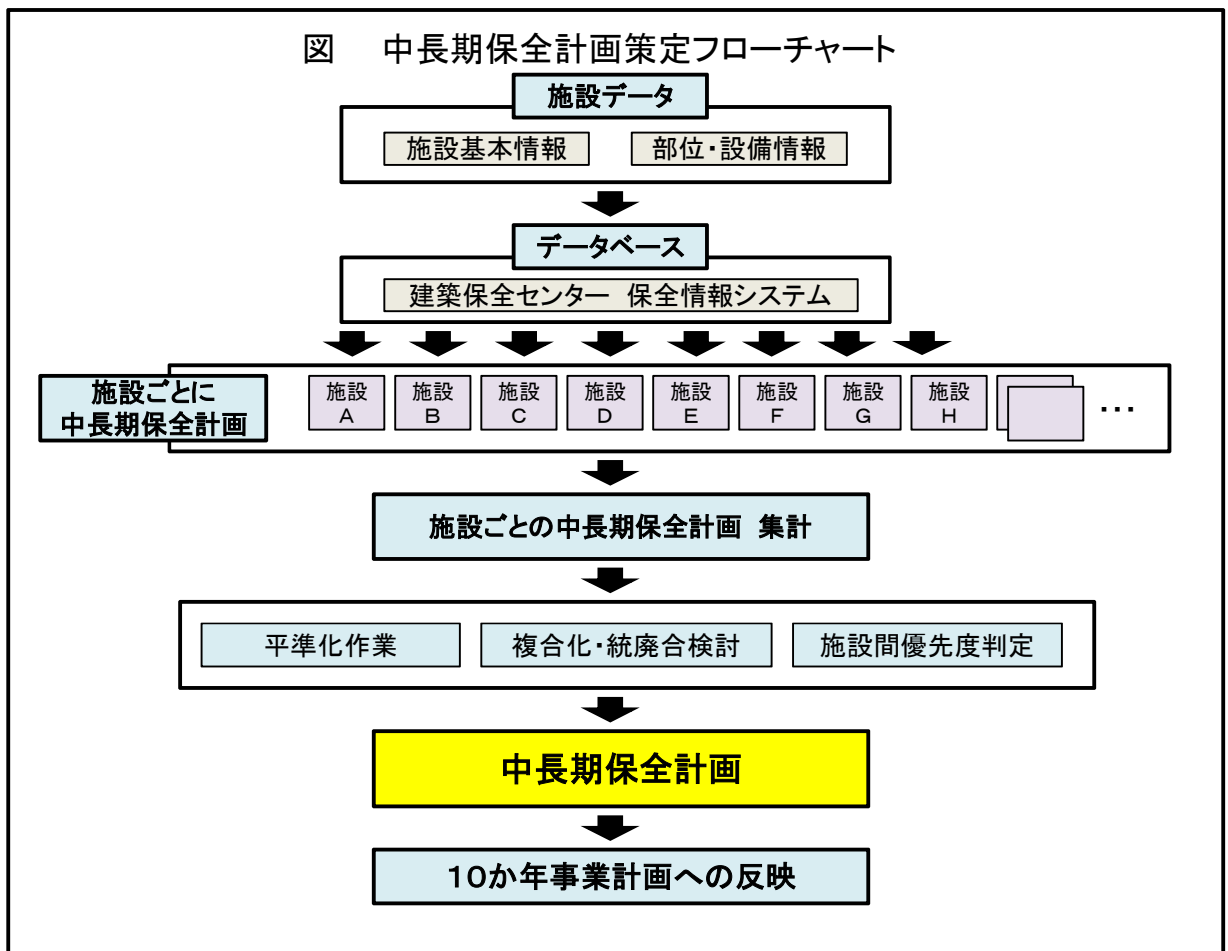 図　中長期保全計画策定フローチャート
施設データ
施設基本情報
部位・設備情報
データベース
建築保全センター　保全情報システム
施設ごとに
中長期保全計画
施設
A
施設
B
施設
C
施設
D
施設
E
施設
F
施設
G
施設
H
…
施設ごとの中長期保全計画　集計
平準化作業
複合化・統廃合検討
施設間優先度判定
中長期保全計画
10か年事業計画への反映